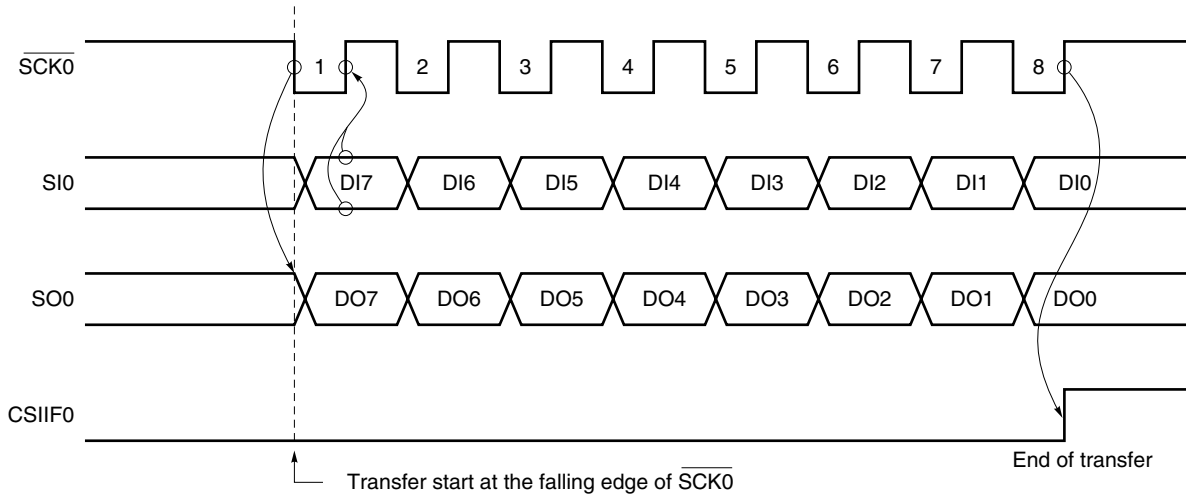 SCK0 1 2 3 4 5 6 7 8
SI0 DI7 DI6 DI5 DI4 DI3 DI2 DI1 DI0
SO0 DO7 DO6 DO5 DO4 DO3 DO2 DO1 DO0
CSIIF0
End of transfer
Transfer start at the falling edge of SCK0